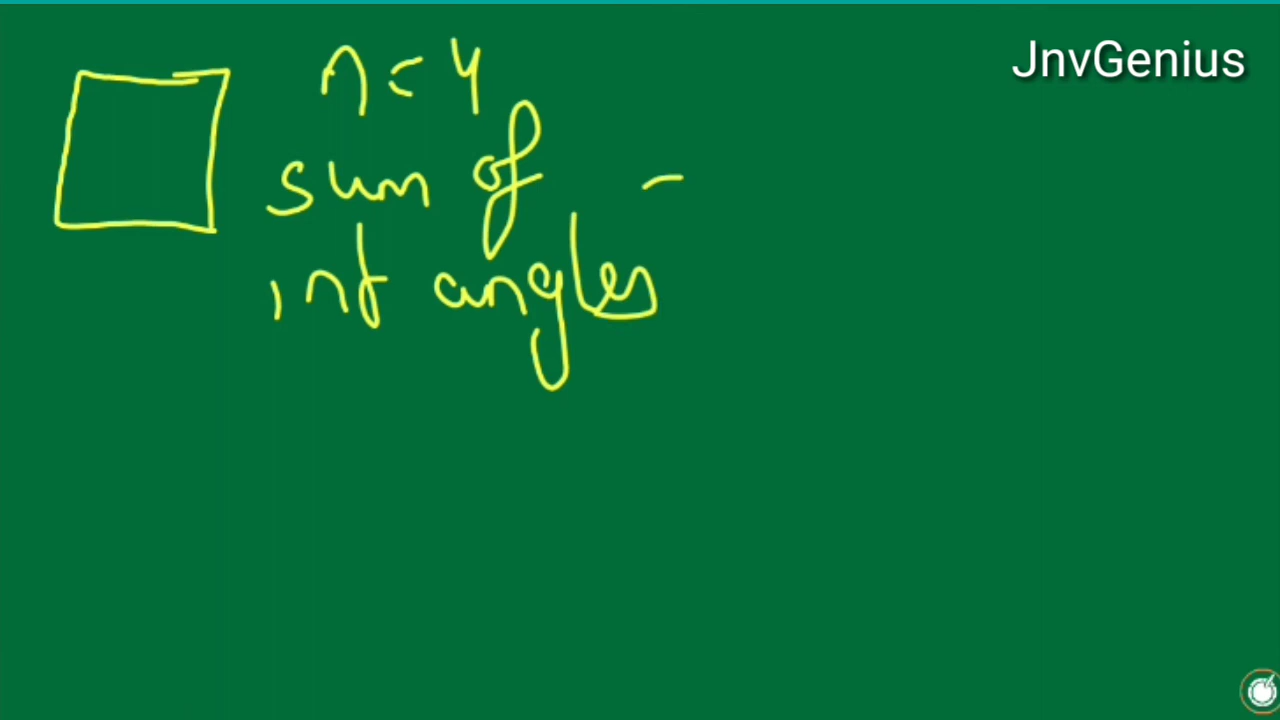 JnvGenius
n = 4
sum of -
int angles